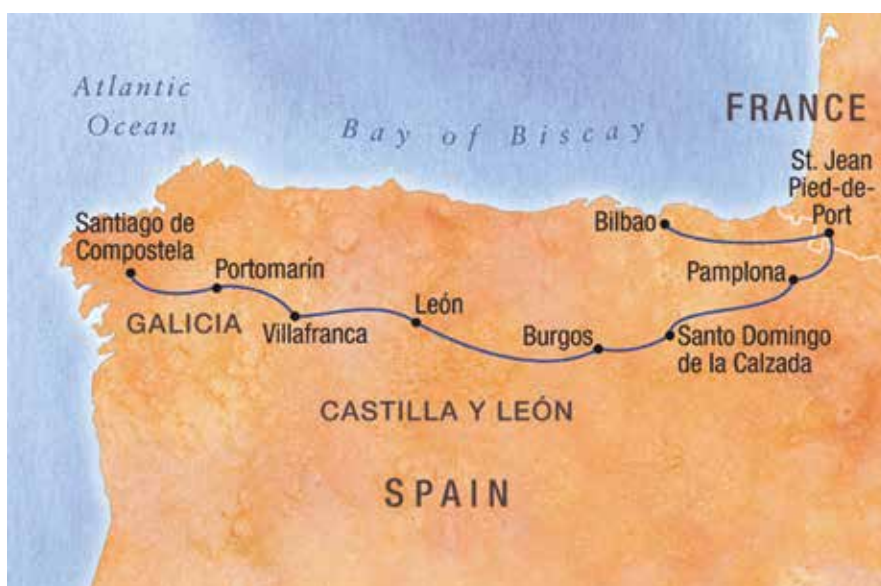 Atlantic
Ocean
Bay of Biscay
FRANCE
St. Jean
Pied-de-
Port
Santiago de
Compostela
Bilbao
Portomarín
Pamplona
GALICIA
Villafranca
León
Burgos
Santo Domingo
de la Calzada
CASTILLA Y LEÓN
SPAIN